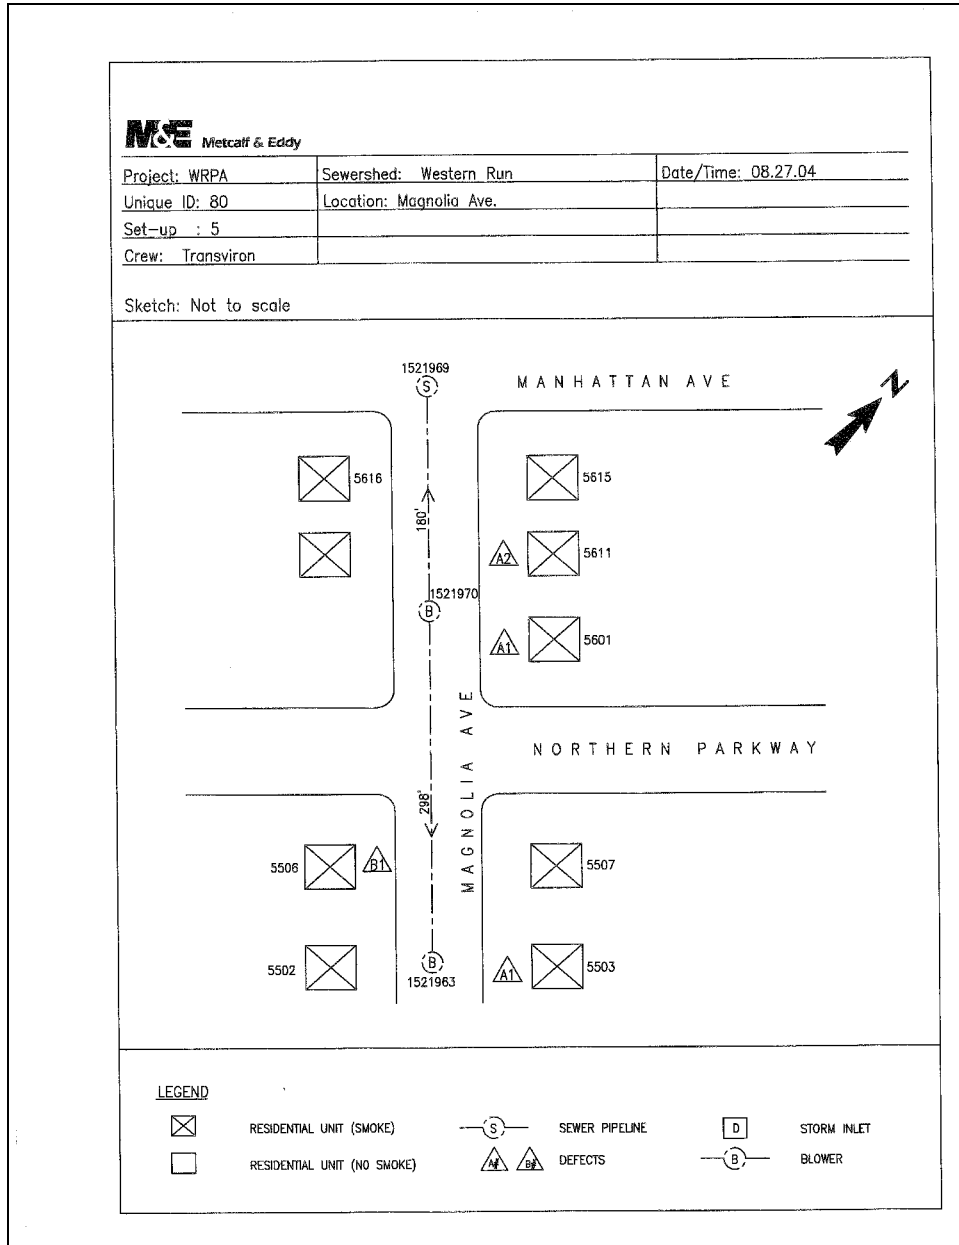 M&E Metcalf & Eddy
Project: WRPA Sewershed: Western Run Date/Time: 08.27.04
Unique ID: 80 Location: Magnolia Ave.
Set-up : 5
Crew: Transviron
Sketch: Not to scale
1521969
S
MANHATTAN AVE
N
5616
5615
180'
A2
5611
1521970
B
A1
5601
MAGNOLIA AVE
NORTHERN PARKWAY
298'
5506
B1
5507
5502
B
1521963
A1
5503
LEGEND
RESIDENTIAL UNIT (SMOKE) S SEWER PIPELINE D STORM INLET
RESIDENTIAL UNIT (NO SMOKE) A# B# DEFECTS B BLOWER